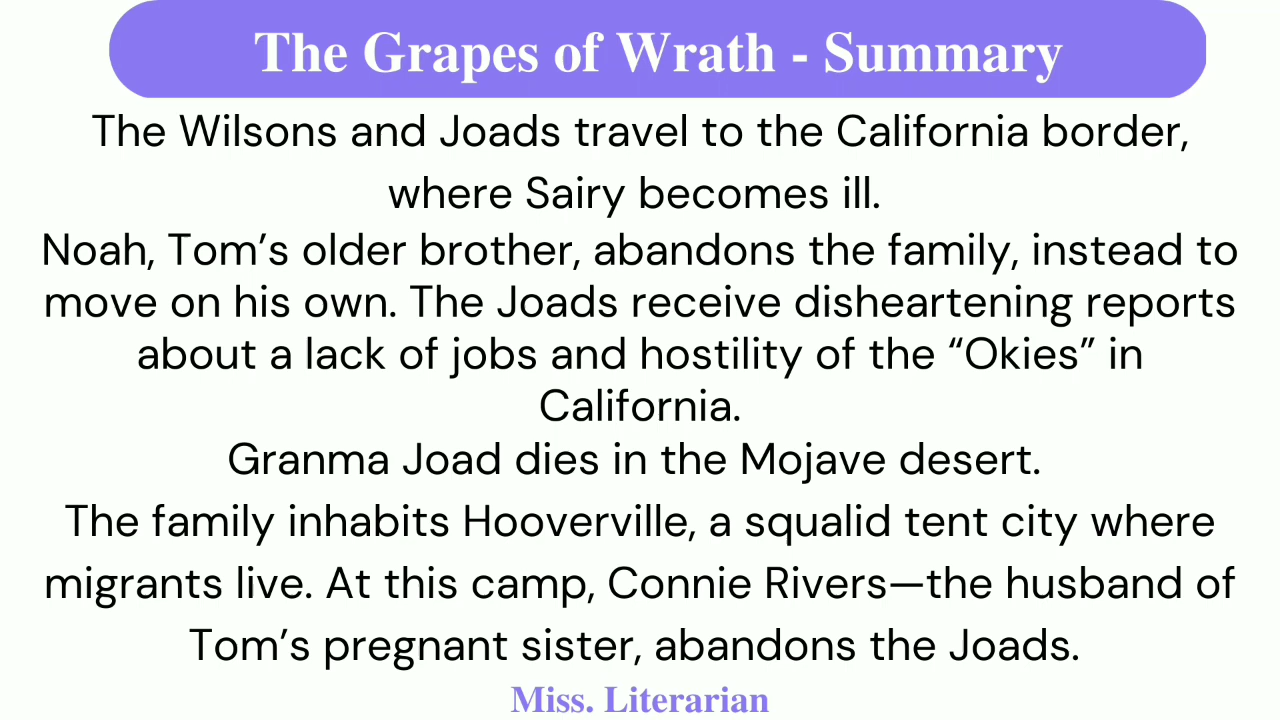 The Grapes of Wrath - Summary
The Wilsons and Joads travel to the California border,
where Sairy becomes ill.
Noah, Tom’s older brother, abandons the family, instead to
move on his own. The Joads receive disheartening reports
about a lack of jobs and hostility of the “Okies” in
California.
Granma Joad dies in the Mojave desert.
The family inhabits Hooverville, a squalid tent city where
migrants live. At this camp, Connie Rivers—the husband of
Tom’s pregnant sister, abandons the Joads.
Miss. Literarian